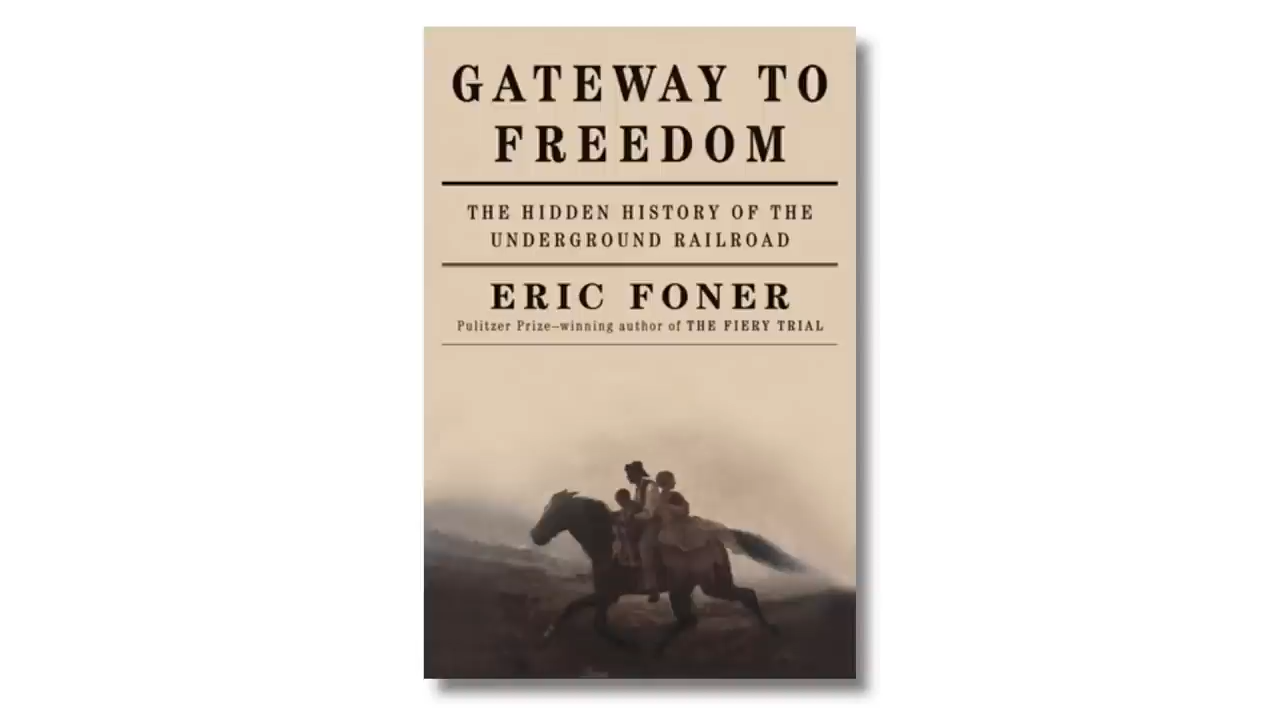 GATEWAY TO
FREEDOM
THE HIDDEN HISTORY OF THE
UNDERGROUND RAILROAD
ERIC FONER
Pulitzer Prize–winning author of THE FIERY TRIAL